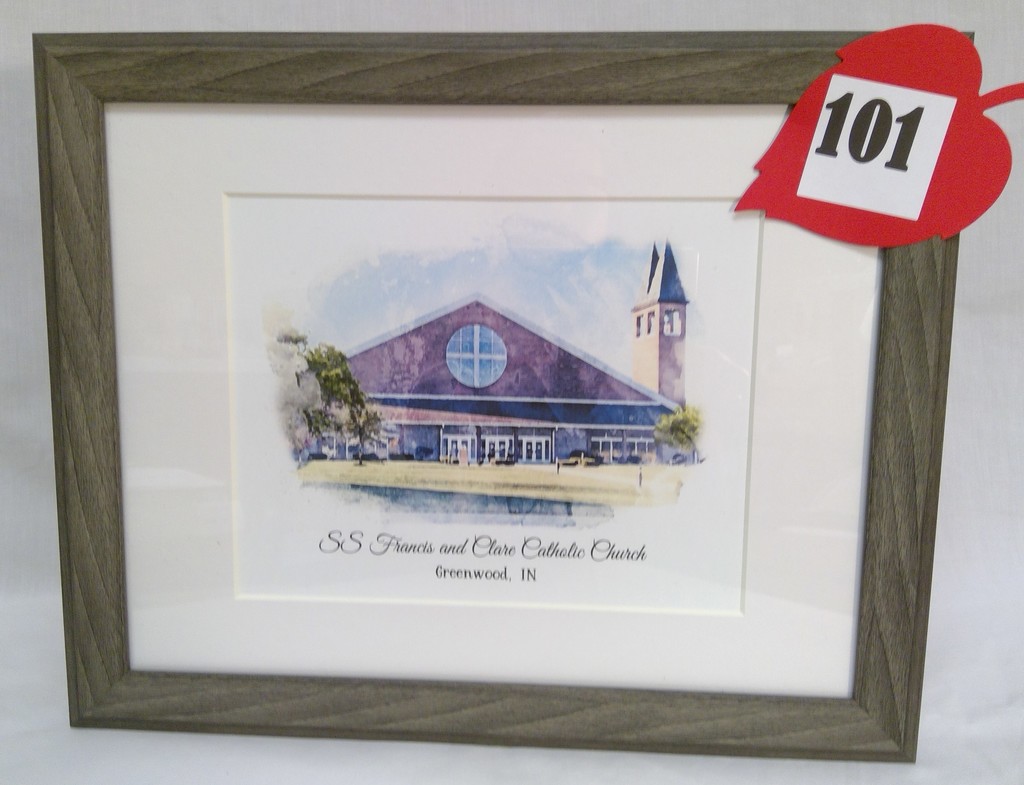 101
SS Francis and Clare Catholic Church
Greenwood, IN